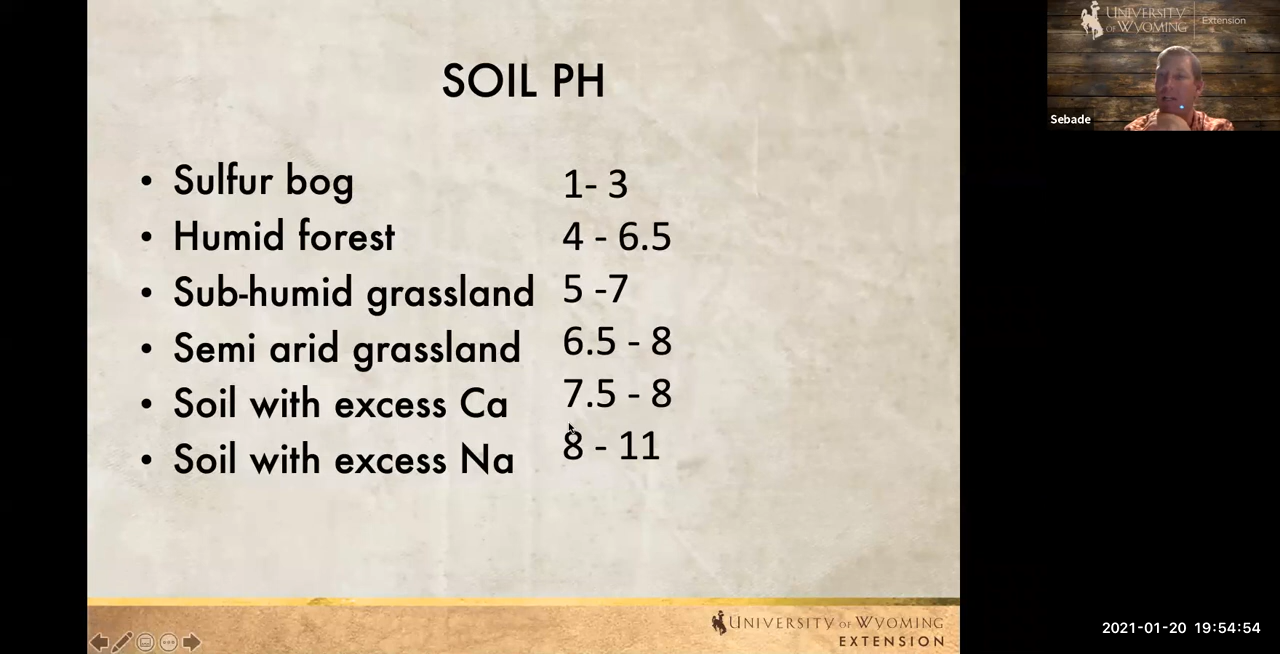 SOIL PH
• Sulfur bog 1- 3
• Humid forest 4 - 6.5
• Sub-humid grassland 5 -7
• Semi arid grassland 6.5 - 8
• Soil with excess Ca 7.5 - 8
• Soil with excess Na 8 - 11
UNIVERSITY OF WYOMING
EXTENSION
UNIVERSITY
OF WYOMING
Extension
Sebade
2021-01-20 19:54:54